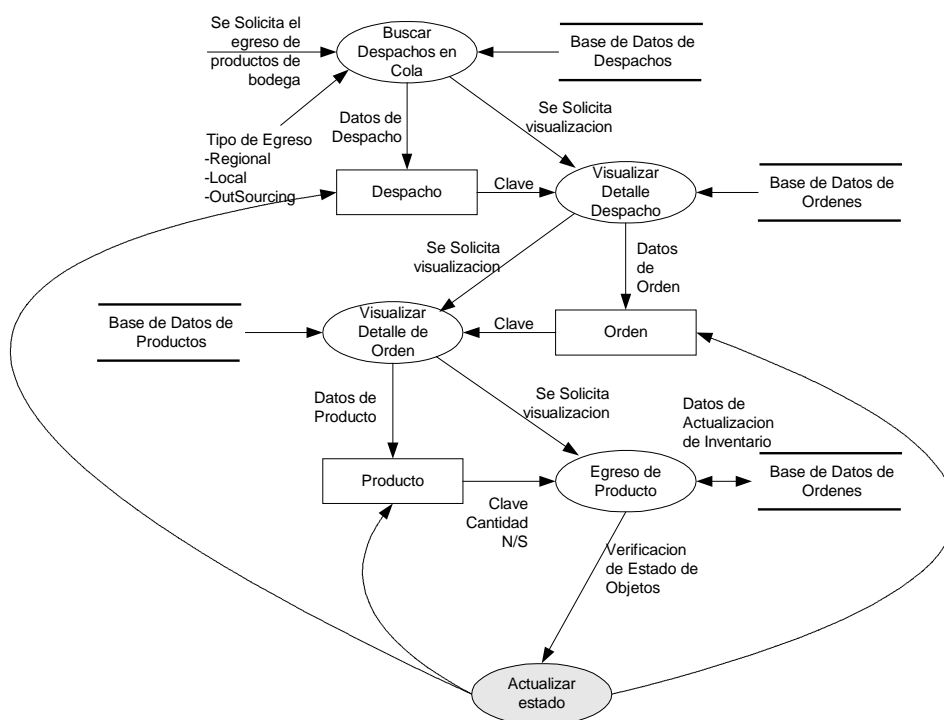 Se Solicita el
egreso de
productos de
bodega
Buscar
Despachos en
Cola
Base de Datos de
Despachos
Datos de
Despacho
Se Solicita
visualizacion
Tipo de Egreso
-Regional
-Local
-OutSourcing
Despacho
Clave
Visualizar
Detalle
Despacho
Base de Datos de
Ordenes
Se Solicita
visualizacion
Datos
de
Orden
Base de Datos de
Productos
Visualizar
Detalle de
Orden
Clave
Orden
Datos de
Producto
Se Solicita
visualizacion
Datos de
Actualizacion
de Inventario
Producto
Clave
Cantidad
N/S
Egreso de
Producto
Base de Datos de
Ordenes
Verificacion
de Estado de
Objetos
Actualizar
estado